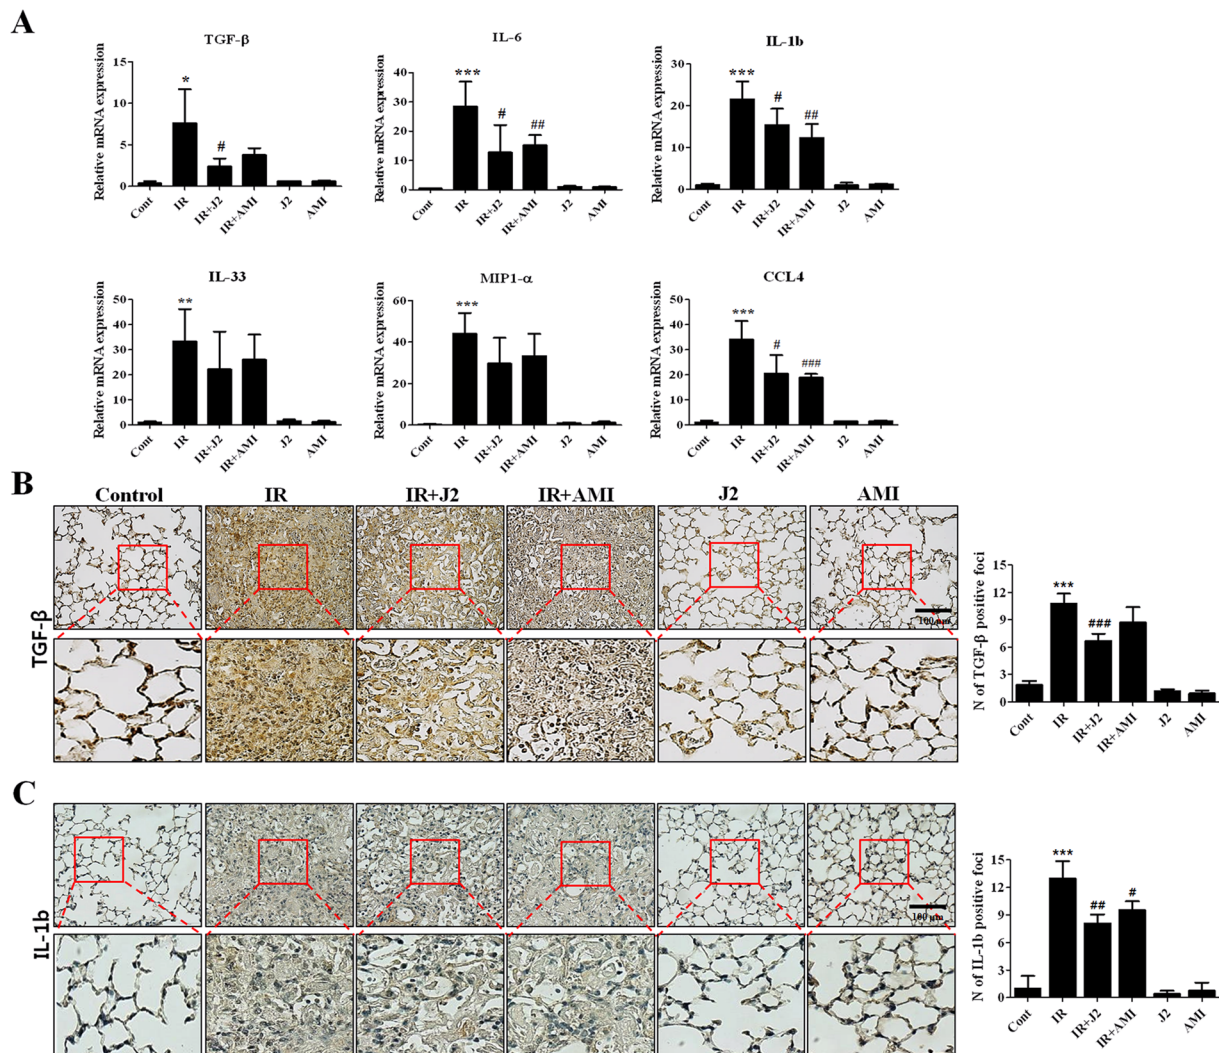 A
TGF-β
Relative mRNA expression
15
10
5
0
*
#
Cont
IR
IR+J2
IR+AMI
J2
AMI
IL-6
Relative mRNA expression
40
30
20
10
0
***
#
##
Cont
IR
IR+J2
IR+AMI
J2
AMI
IL-1b
Relative mRNA expression
30
20
10
0
***
#
##
Cont
IR
IR+J2
IR+AMI
J2
AMI
IL-33
Relative mRNA expression
50
40
30
20
10
0
**
Cont
IR
IR+J2
IR+AMI
J2
AMI
MIP1-α
Relative mRNA expression
60
40
20
0
***
Cont
IR
IR+J2
IR+AMI
J2
AMI
CCL4
Relative mRNA expression
50
40
30
20
10
0
***
#
###
Cont
IR
IR+J2
IR+AMI
J2
AMI
B
Control
IR
IR+J2
IR+AMI
J2
AMI
TGF-β
100 μm
N of TGF-β positive foci
15
12
9
6
3
0
***
###
Cont
IR
IR+J2
IR+AMI
J2
AMI
C
IL-1b
100 μm
N of IL-1b positive foci
15
12
9
6
3
0
***
##
#
Cont
IR
IR+J2
IR+AMI
J2
AMI